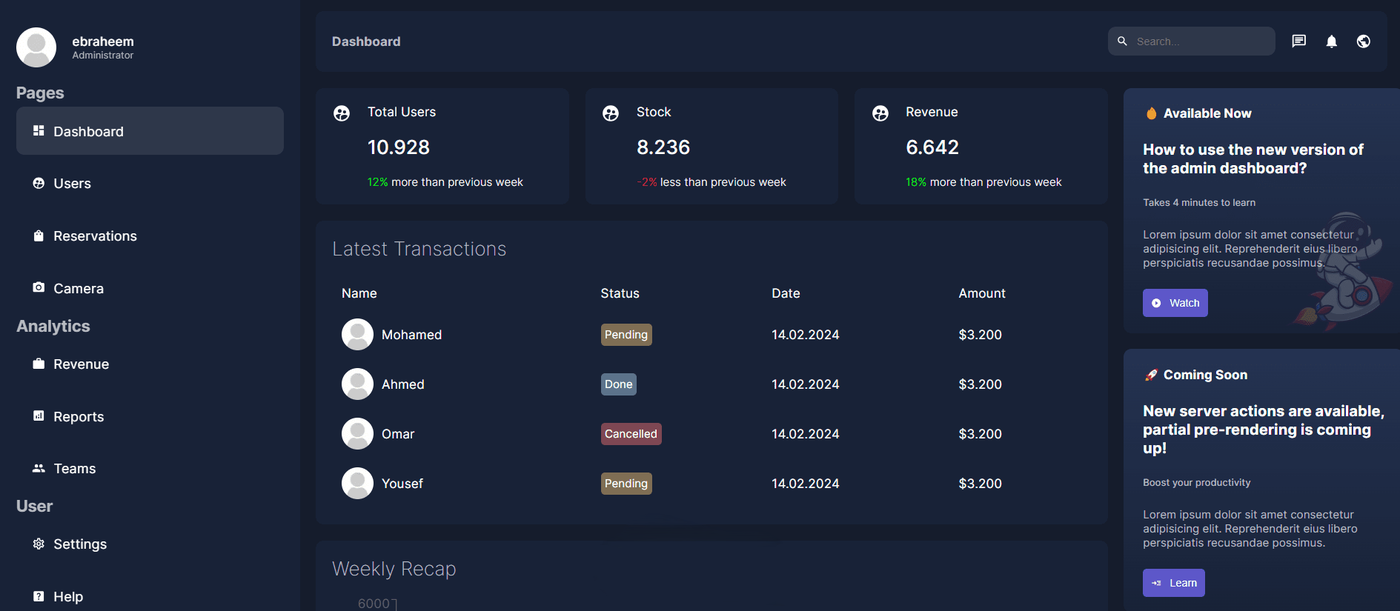 ebraheem
Administrator
Pages
Dashboard
Users
Reservations
Camera
Analytics
Revenue
Reports
Teams
User
Settings
Help
Dashboard
Search...
Total Users
10.928
12% more than previous week
Stock
8.236
-2% less than previous week
Revenue
6.642
18% more than previous week
Latest Transactions
Name Status Date Amount
Mohamed Pending 14.02.2024 $3.200
Ahmed Done 14.02.2024 $3.200
Omar Cancelled 14.02.2024 $3.200
Yousef Pending 14.02.2024 $3.200
Weekly Recap
6000
Available Now
How to use the new version of
the admin dashboard?
Takes 4 minutes to learn
Lorem ipsum dolor sit amet consectetur
adipisicing elit. Reprehenderit eius libero
perspiciatis recusandae possimus.
Watch
Coming Soon
New server actions are available,
partial pre-rendering is coming
up!
Boost your productivity
Lorem ipsum dolor sit amet consectetur
adipisicing elit. Reprehenderit eius libero
perspiciatis recusandae possimus.
Learn